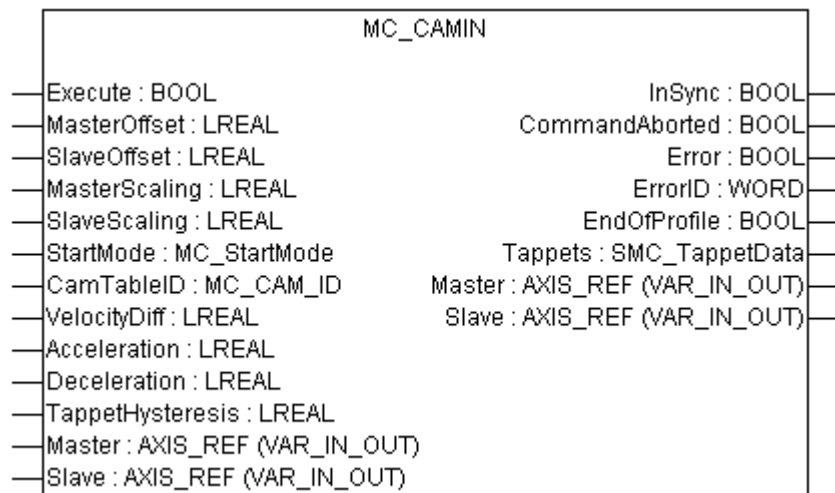 MC_CAMIN
Execute : BOOL InSync : BOOL
MasterOffset : LREAL CommandAborted : BOOL
SlaveOffset : LREAL Error : BOOL
MasterScaling : LREAL ErrorID : WORD
SlaveScaling : LREAL EndOfProfile : BOOL
StartMode : MC_StartMode Tappets : SMC_TappetData
CamTableID : MC_CAM_ID Master : AXIS_REF (VAR_IN_OUT)
VelocityDiff : LREAL Slave : AXIS_REF (VAR_IN_OUT)
Acceleration : LREAL
Deceleration : LREAL
TappetHysteresis : LREAL
Master : AXIS_REF (VAR_IN_OUT)
Slave : AXIS_REF (VAR_IN_OUT)